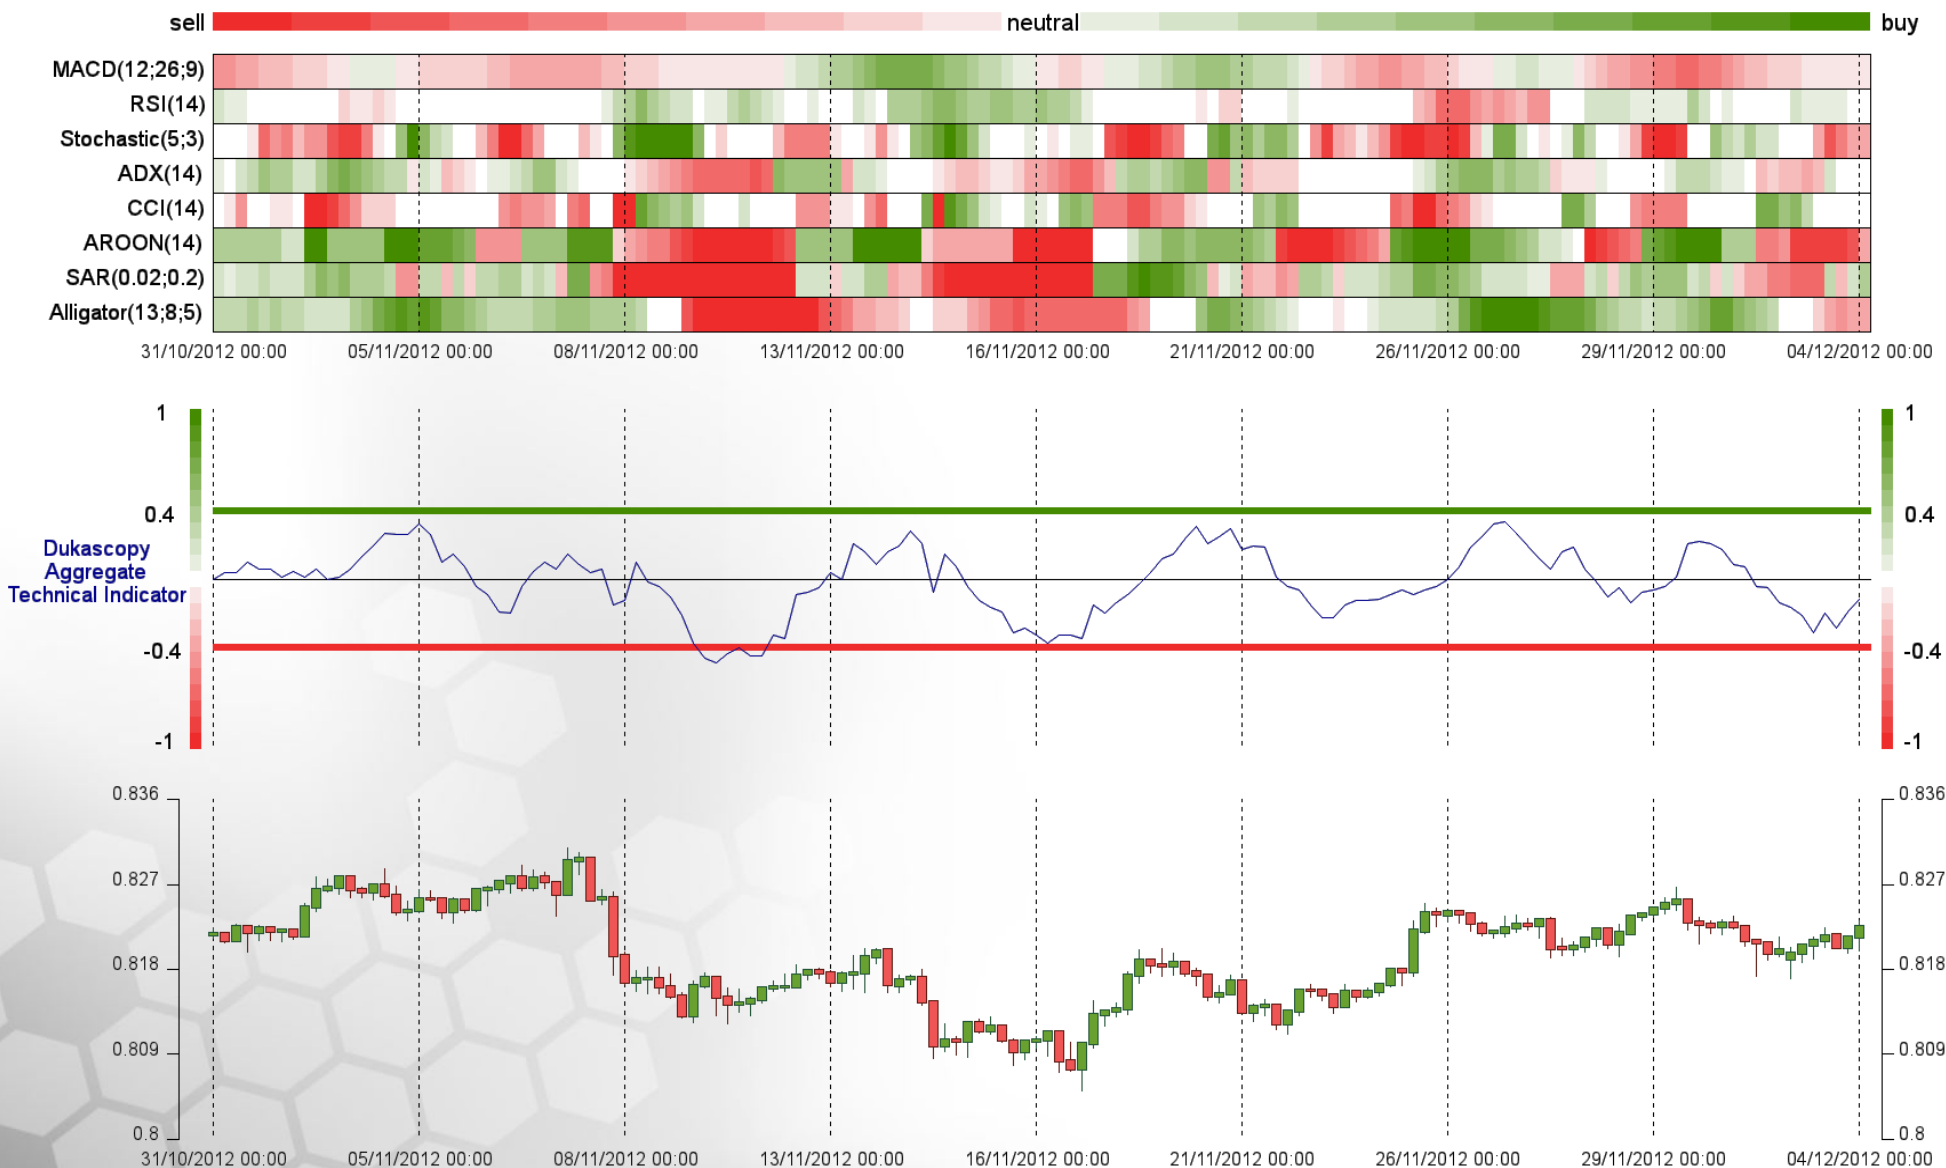 sell neutral buy
MACD(12;26;9)
RSI(14)
Stochastic(5;3)
ADX(14)
CCI(14)
AROON(14)
SAR(0.02;0.2)
Alligator(13;8;5)
31/10/2012 00:00 05/11/2012 00:00 08/11/2012 00:00 13/11/2012 00:00 16/11/2012 00:00 21/11/2012 00:00 26/11/2012 00:00 29/11/2012 00:00 04/12/2012 00:00
1 1
0.4 0.4
Dukascopy
Aggregate
Technical Indicator
-0.4 -0.4
-1 -1
0.836 0.836
0.827 0.827
0.818 0.818
0.809 0.809
0.8 0.8
31/10/2012 00:00 05/11/2012 00:00 08/11/2012 00:00 13/11/2012 00:00 16/11/2012 00:00 21/11/2012 00:00 26/11/2012 00:00 29/11/2012 00:00 04/12/2012 00:00